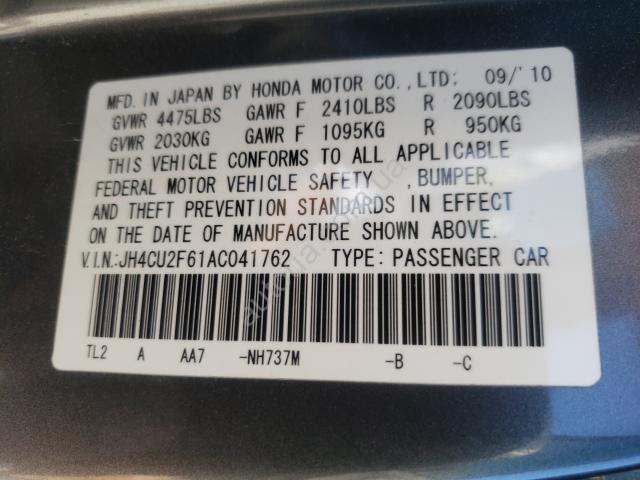 MFD. IN JAPAN BY HONDA MOTOR CO., LTD: 09/'10
GVWR 4475LBS GAWR F 2410LBS R 2090LBS
GVWR 2030KG GAWR F 1095KG R 950KG
THIS VEHICLE CONFORMS TO ALL APPLICABLE
FEDERAL MOTOR VEHICLE SAFETY , BUMPER,
AND THEFT PREVENTION STANDARDS IN EFFECT
ON THE DATE OF MANUFACTURE SHOWN ABOVE.
V.I.N.:JH4CU2F61AC041762 TYPE: PASSENGER CAR
TL2 A AA7 -NH737M -B -C